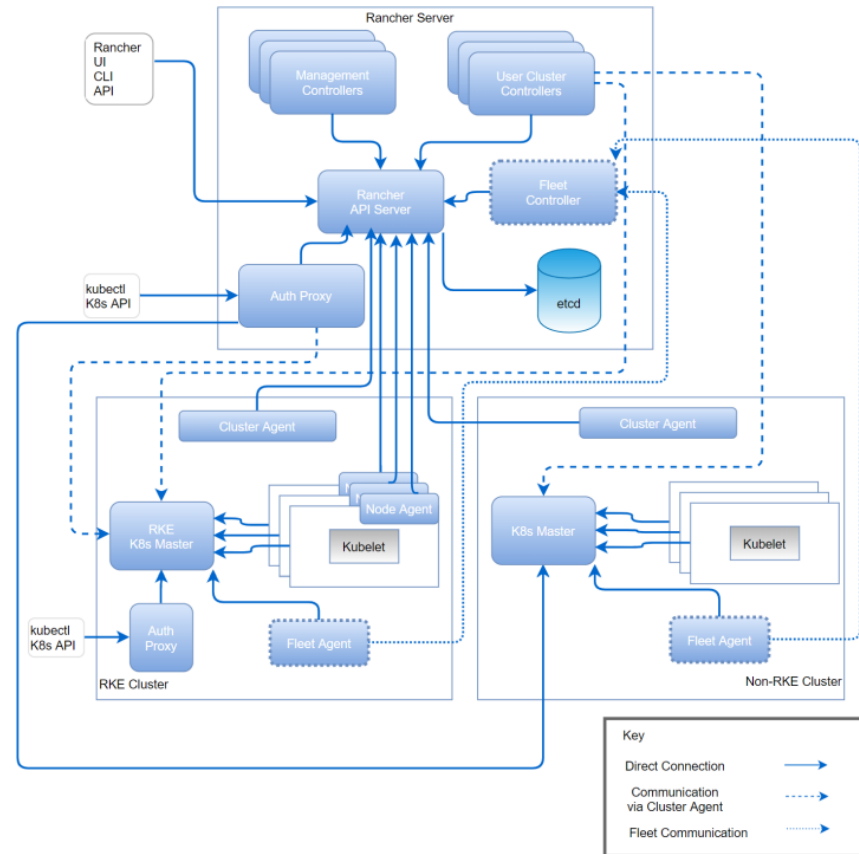 Rancher Server
Rancher
UI
CLI
API
Management
Controllers
User Cluster
Controllers
Rancher
API Server
Fleet
Controller
kubectl
K8s API
Auth Proxy
etcd
Cluster Agent
Cluster Agent
Node Agent
RKE
K8s Master
Kubelet
K8s Master
Kubelet
kubectl
K8s API
Auth
Proxy
Fleet Agent
Fleet Agent
RKE Cluster
Non-RKE Cluster
Key
Direct Connection
Communication
via Cluster Agent
Fleet Communication